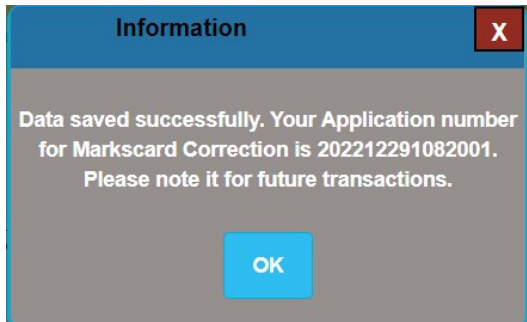 Information
X
Data saved successfully. Your Application number
for Markscard Correction is 202212291082001.
Please note it for future transactions.
OK